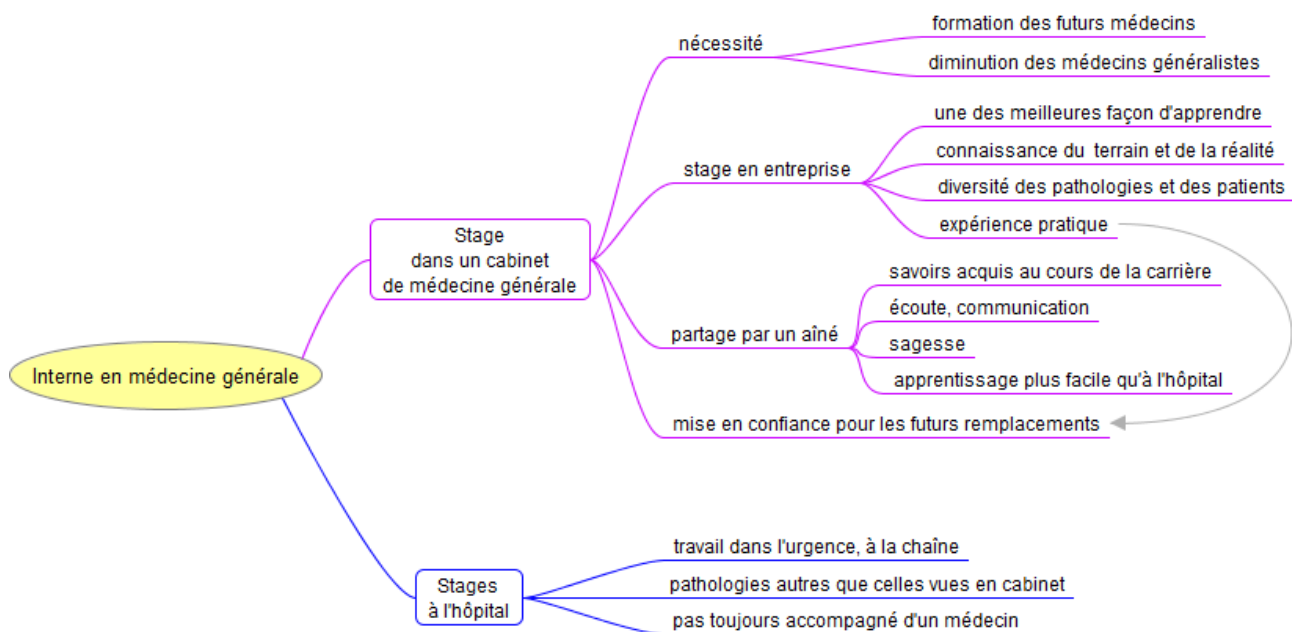 Interne en médecine générale
Stage
dans un cabinet
de médecine générale
nécessité
formation des futurs médecins
diminution des médecins généralistes
stage en entreprise
une des meilleures façon d'apprendre
connaissance du  terrain et de la réalité
diversité des pathologies et des patients
expérience pratique
partage par un aîné
savoirs acquis au cours de la carrière
écoute, communication
sagesse
apprentissage plus facile qu'à l'hôpital
mise en confiance pour les futurs remplacements
Stages
à l'hôpital
travail dans l'urgence, à la chaîne
pathologies autres que celles vues en cabinet
pas toujours accompagné d'un médecin